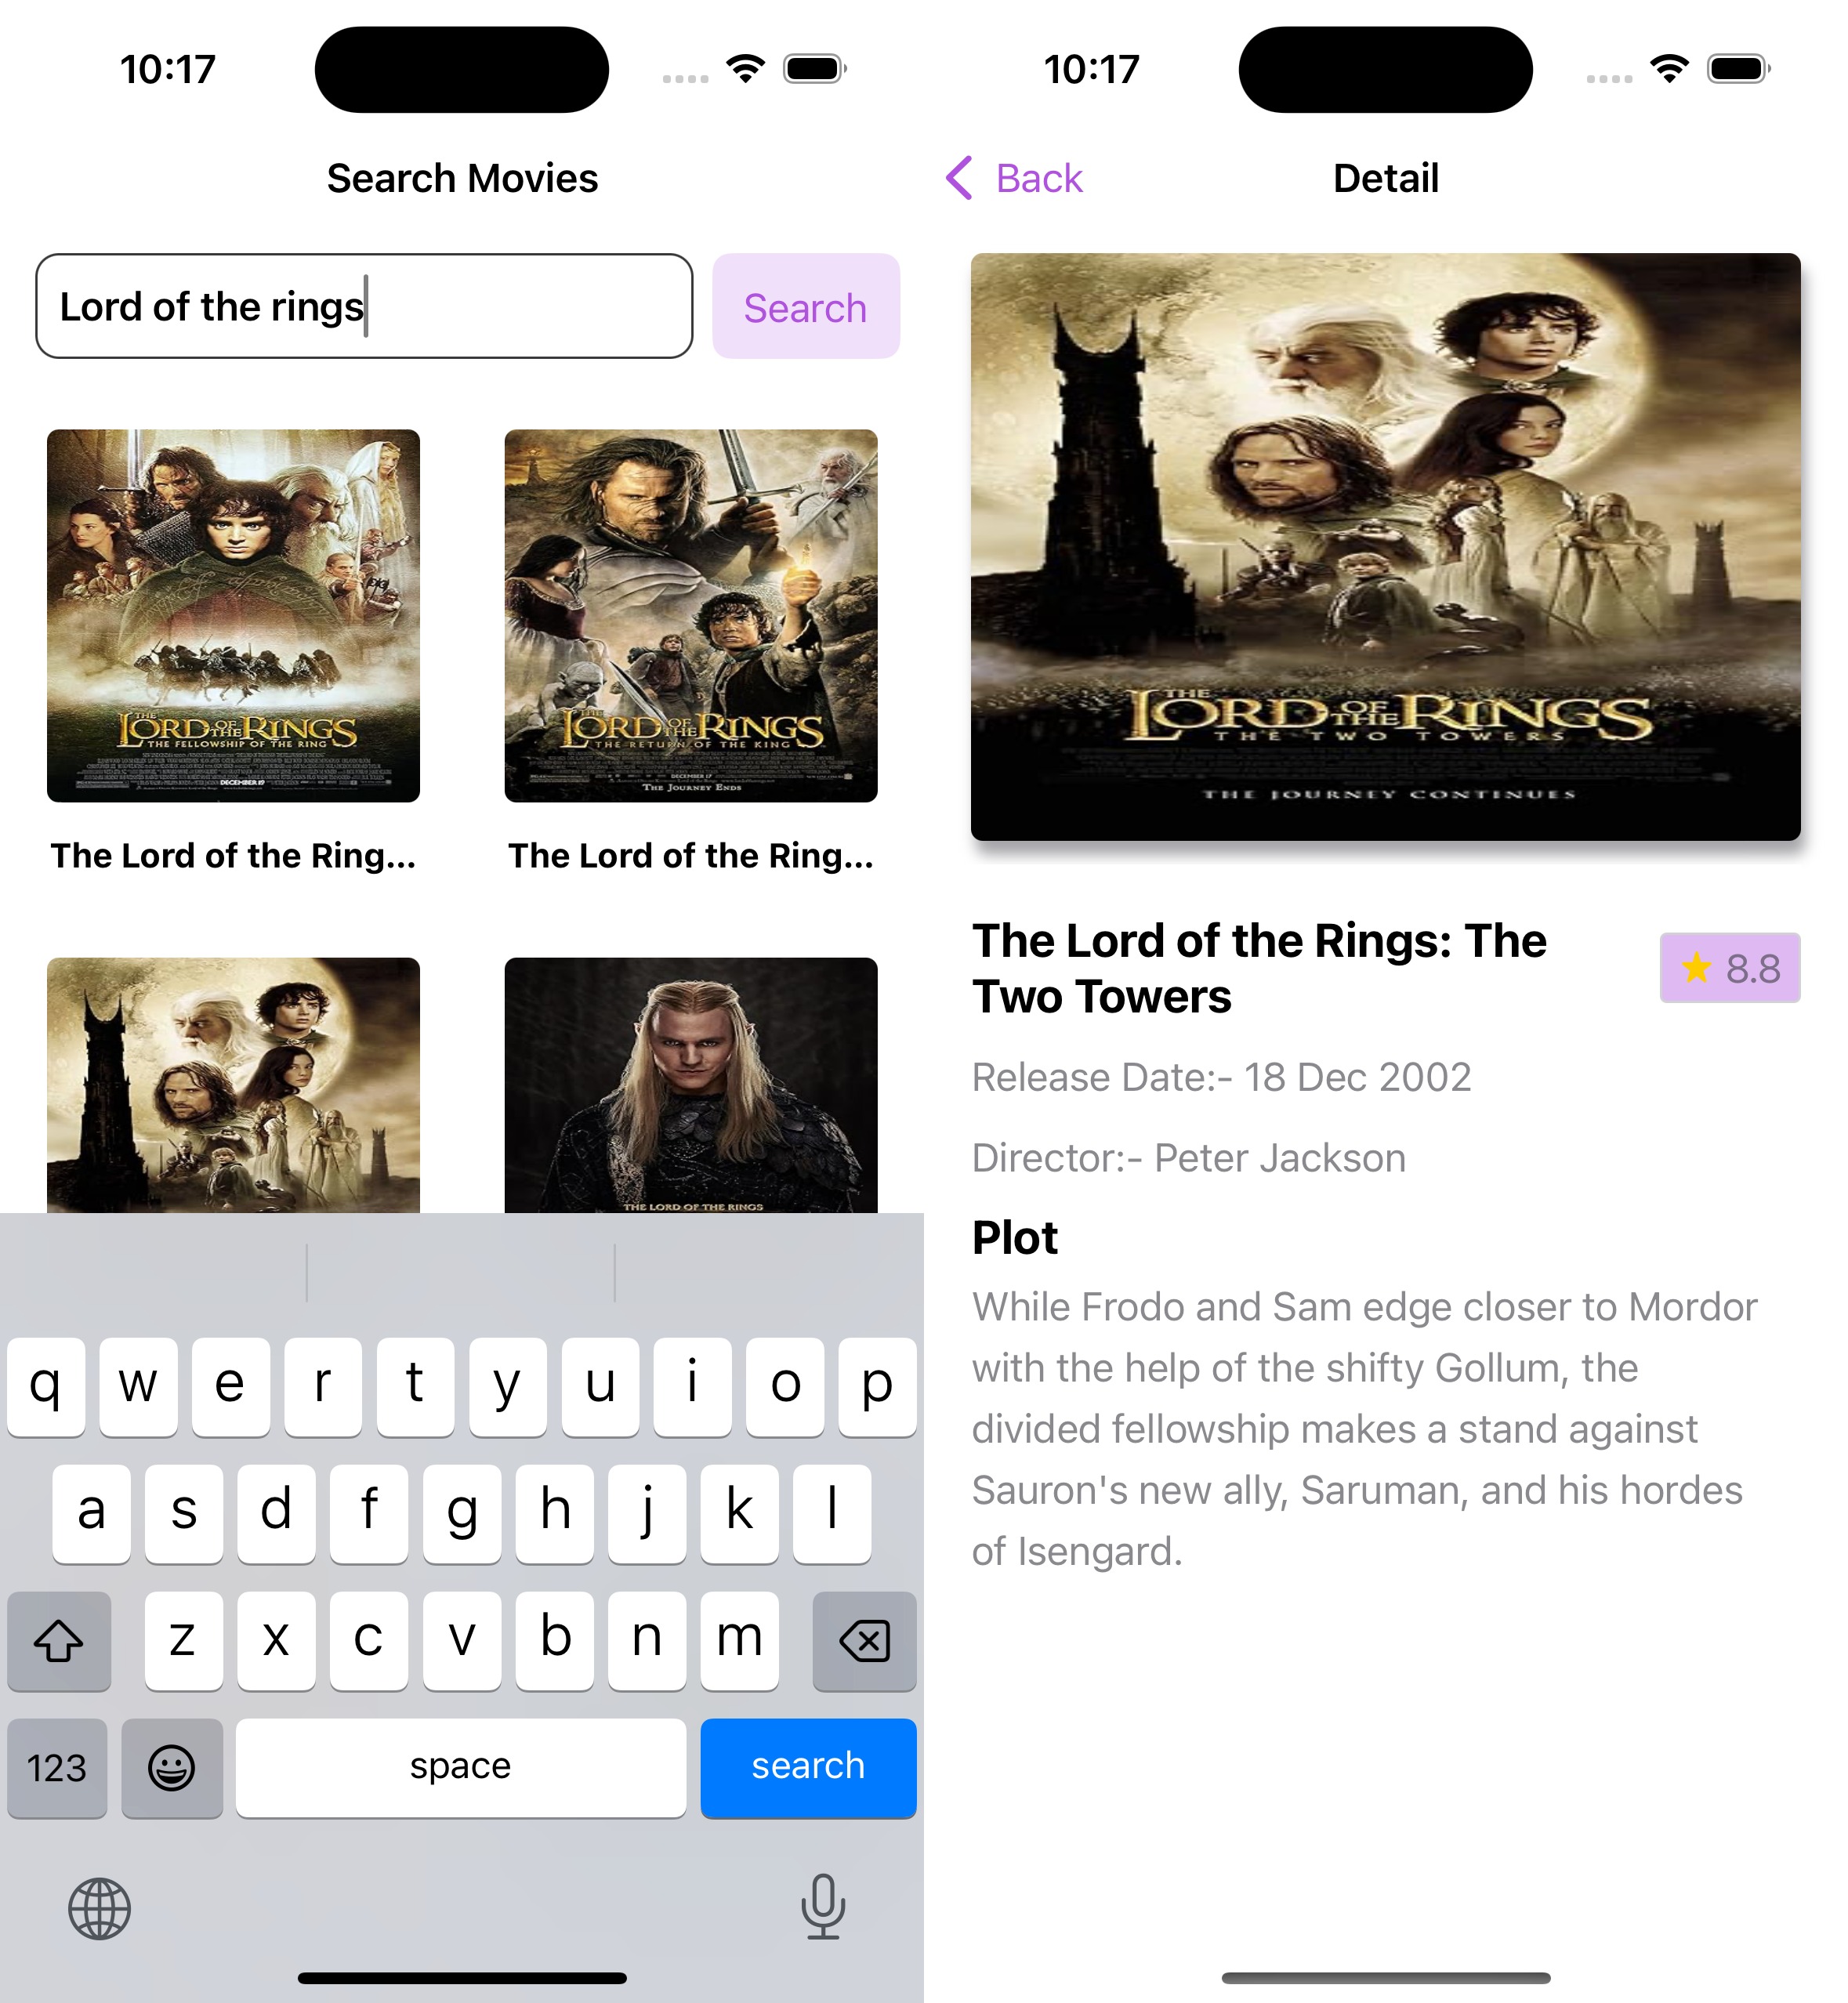 10:17
Search Movies
Lord of the rings
Search
THE
LORD OF THE RINGS
THE FELLOWSHIP OF THE RING
DECEMBER 19
THE
LORD OF THE RINGS
THE RETURN OF THE KING
DECEMBER 17
THE JOURNEY ENDS
The Lord of the Ring...
The Lord of the Ring...
THE LORD OF THE RINGS
q w e r t y u i o p
a s d f g h j k l
z x c v b n m
123
space
search
10:17
Back
Detail
THE
LORD OF THE RINGS
THE TWO TOWERS
THE JOURNEY CONTINUES
The Lord of the Rings: The
Two Towers
8.8
Release Date:- 18 Dec 2002
Director:- Peter Jackson
Plot
While Frodo and Sam edge closer to Mordor
with the help of the shifty Gollum, the
divided fellowship makes a stand against
Sauron's new ally, Saruman, and his hordes
of Isengard.